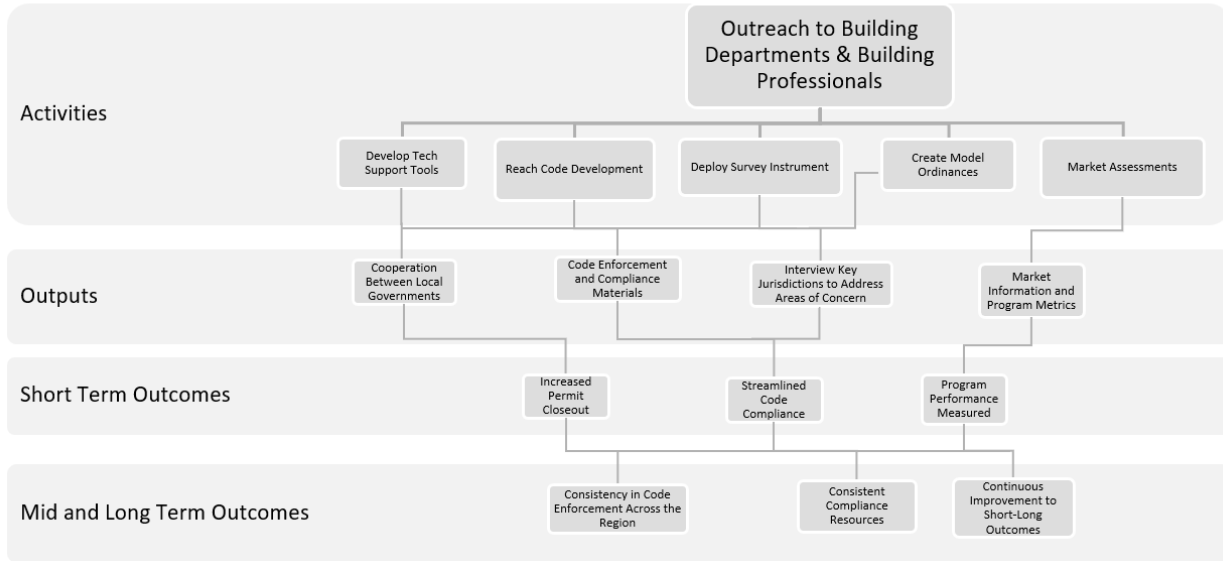 Outreach to Building
Departments & Building
Professionals
Activities
Develop Tech
Support Tools
Reach Code Development
Deploy Survey Instrument
Create Model
Ordinances
Market Assessments
Outputs
Cooperation
Between Local
Governments
Code Enforcement
and Compliance
Materials
Interview Key
Jurisdictions to Address
Areas of Concern
Market
Information and
Program Metrics
Short Term Outcomes
Increased
Permit
Closeout
Streamlined
Code
Compliance
Program
Performance
Measured
Mid and Long Term Outcomes
Consistency in Code
Enforcement Across the
Region
Consistent
Compliance
Resources
Continuous
Improvement to
Short-Long
Outcomes